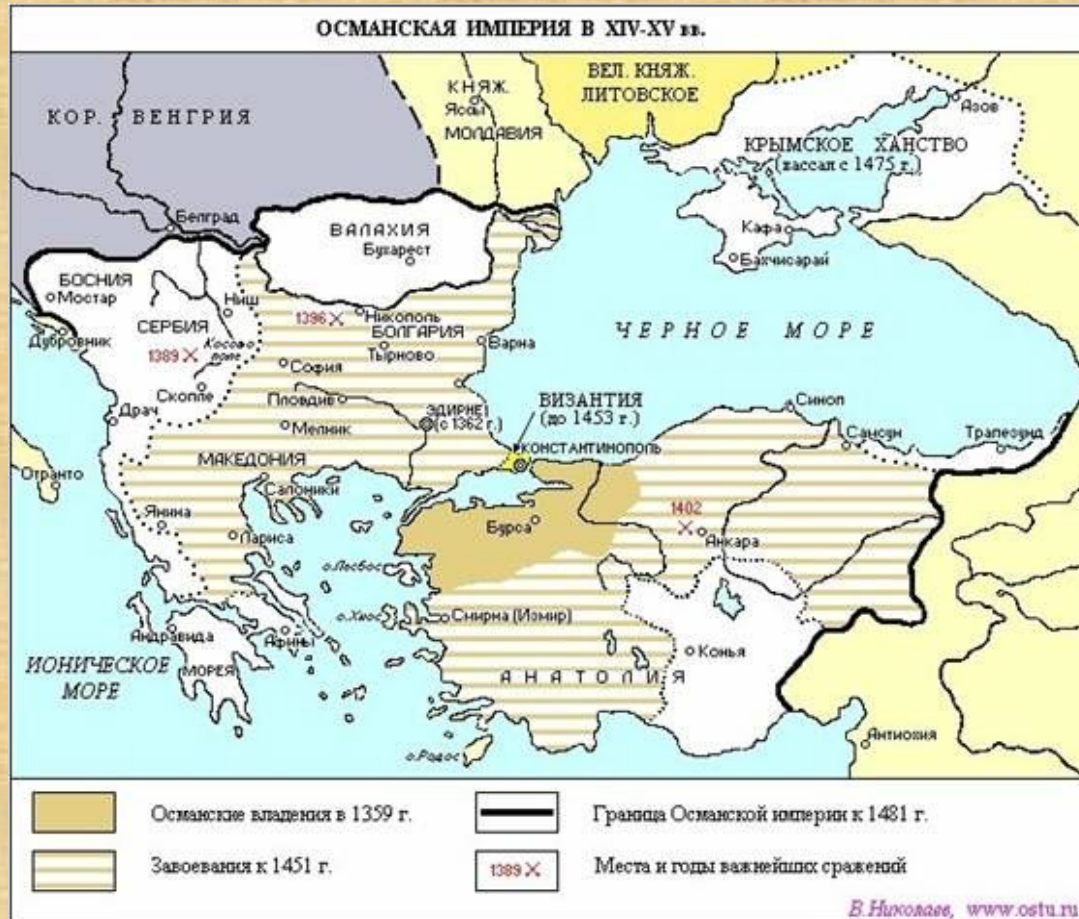 ОСМАНСКАЯ ИМПЕРИЯ В XIV-XV вв.
КОР. ВЕНГРИЯ
КНЯЖ.
Яссы
МОЛДАВИЯ
ВЕЛ. КНЯЖ.
ЛИТОВСКОЕ
Азов
КРЫМСКОЕ ХАНСТВО
(вассал с 1475 г.)
Кафа
Бахчисарай
Белград
ВАЛАХИЯ
Бухарест
БОСНИЯ
Мостар
Ниш
СЕРБИЯ
Дубровник
Косово
поле
1389
Скопле
1396
Никополь
БОЛГАРИЯ
Тырново
Варна
София
ЧЕРНОЕ МОРЕ
Драч
Пловдив
ЭДИРНЕ
(с 1362 г.)
Мелник
ВИЗАНТИЯ
(до 1453 г.)
КОНСТАНТИНОПОЛЬ
Синоп
Самсун
Трапезунд
Отранто
МАКЕДОНИЯ
Салоники
Янина
Лариса
Бурса
1402
Анкара
о.Лесбос
о.Хиос
Смирна (Измир)
Андравида
Афины
ИОНИЧЕСКОЕ
МОРЕ
МОРЕЯ
Конья
АНАТОЛИЯ
о.Родос
Антиохия
Османские владения в 1359 г.
Граница Османской империи к 1481 г.
Завоевания к 1451 г.
1389
Места и годы важнейших сражений
В.Николаев, www.ostu.ru